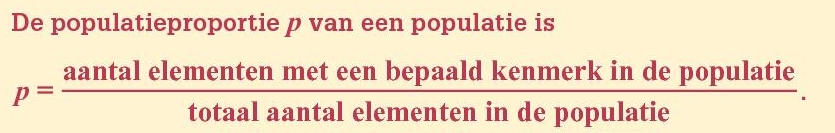 De populatieproportie p van een populatie is
p = aantal elementen met een bepaald kenmerk in de populatie
totaal aantal elementen in de populatie.